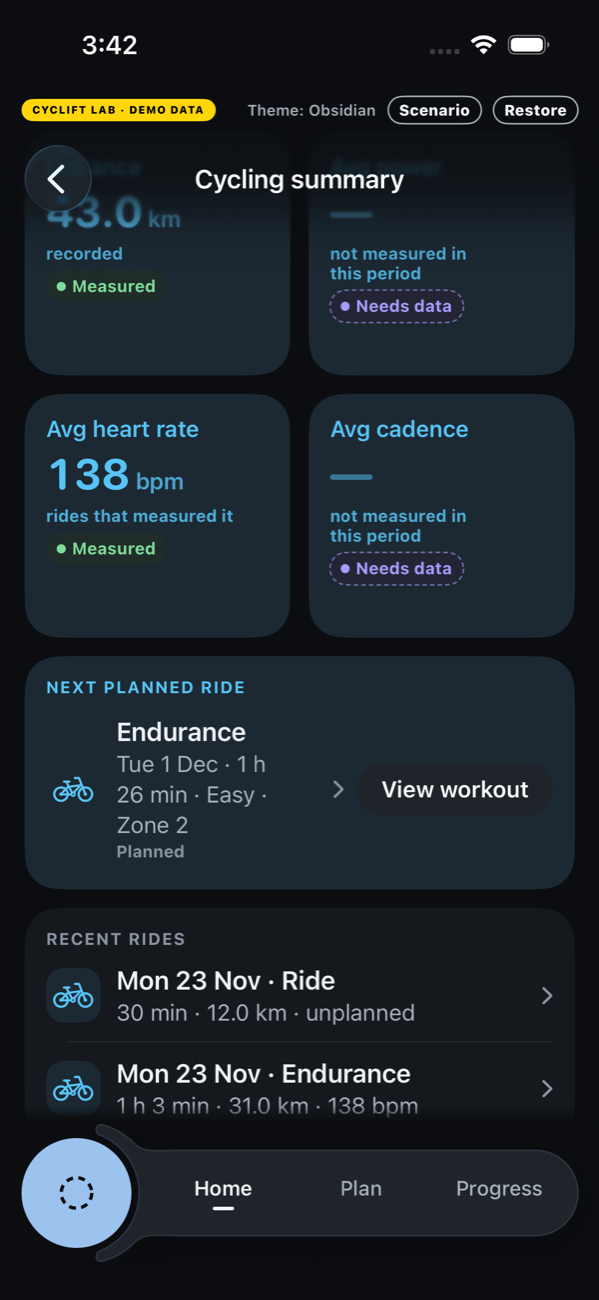 3:42
CYCLIFT LAB · DEMO DATA
Theme: Obsidian
Scenario
Restore
Cycling summary
Distance
43.0 km
recorded
Measured
Avg power
—
not measured in
this period
Needs data
Avg heart rate
138 bpm
rides that measured it
Measured
Avg cadence
—
not measured in
this period
Needs data
NEXT PLANNED RIDE
Endurance
Tue 1 Dec · 1 h
26 min · Easy ·
Zone 2
Planned
View workout
RECENT RIDES
Mon 23 Nov · Ride
30 min · 12.0 km · unplanned
Mon 23 Nov · Endurance
1 h 3 min · 31.0 km · 138 bpm
Home
Plan
Progress